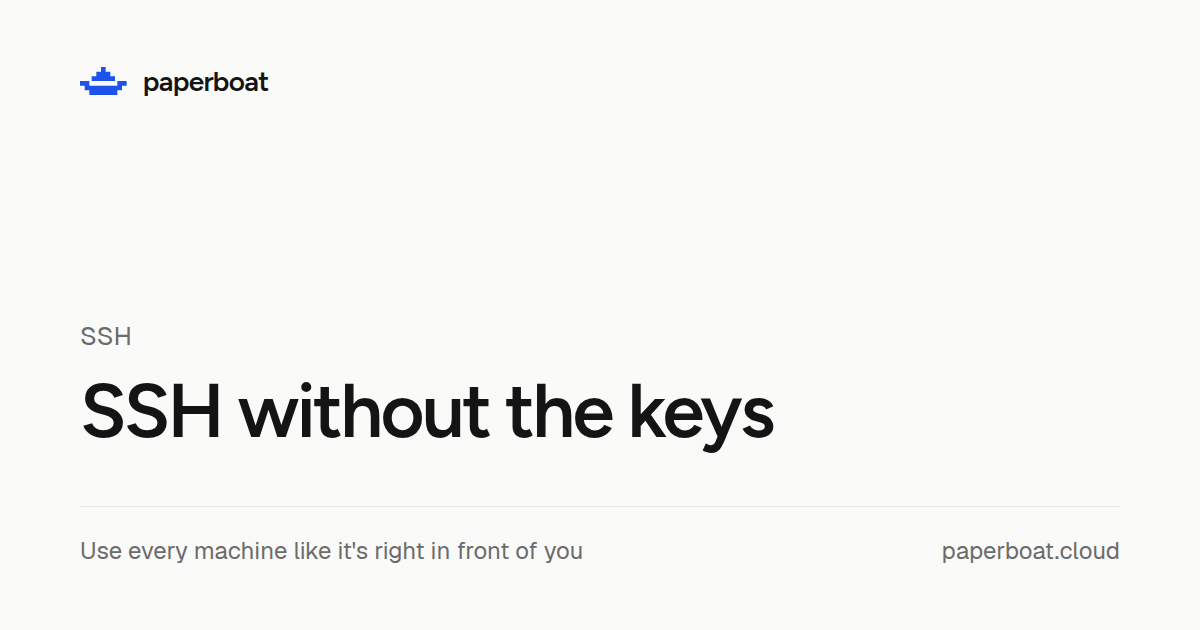 paperboat
SSH
SSH without the keys
Use every machine like it's right in front of you
paperboat.cloud